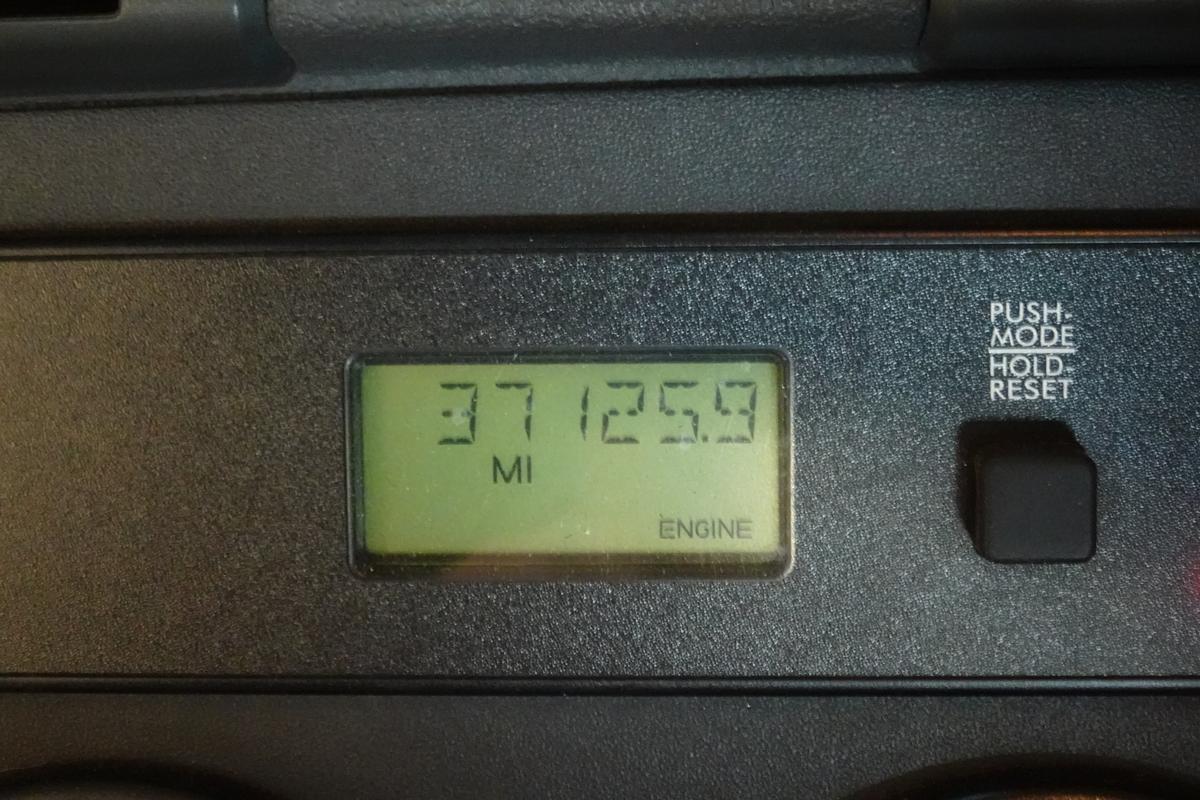 37125.9
MI
ENGINE
PUSH-
MODE
HOLD-
RESET